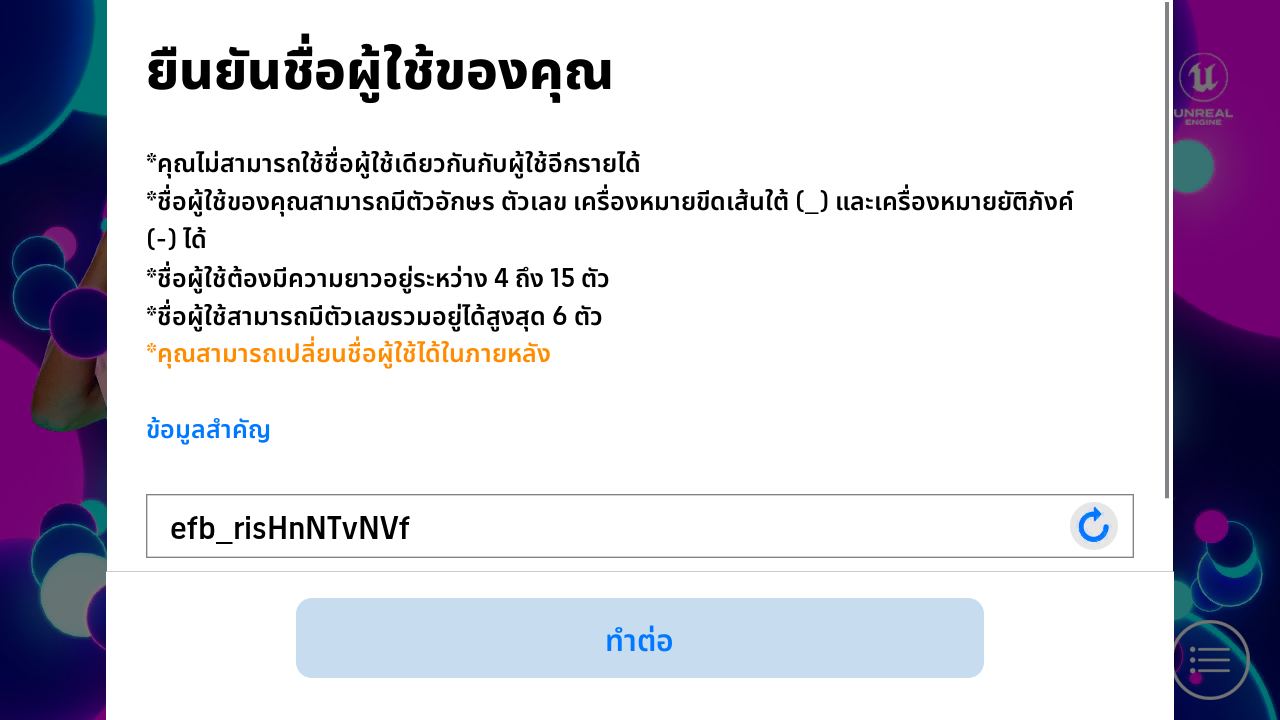 ยืนยันชื่อผู้ใช้ของคุณ
UNREAL
ENGINE
*คุณไม่สามารถใช้ชื่อผู้ใช้เดียวกันกับผู้ใช้อีกรายได้
*ชื่อผู้ใช้ของคุณสามารถมีตัวอักษร ตัวเลข เครื่องหมายขีดเส้นใต้ (_) และเครื่องหมายยัติภังค์
(-) ได้
*ชื่อผู้ใช้ต้องมีความยาวอยู่ระหว่าง 4 ถึง 15 ตัว
*ชื่อผู้ใช้สามารถมีตัวเลขรวมอยู่ได้สูงสุด 6 ตัว
*คุณสามารถเปลี่ยนชื่อผู้ใช้ได้ในภายหลัง
ข้อมูลสำคัญ
efb_risHnNTvNVf
ทำต่อ